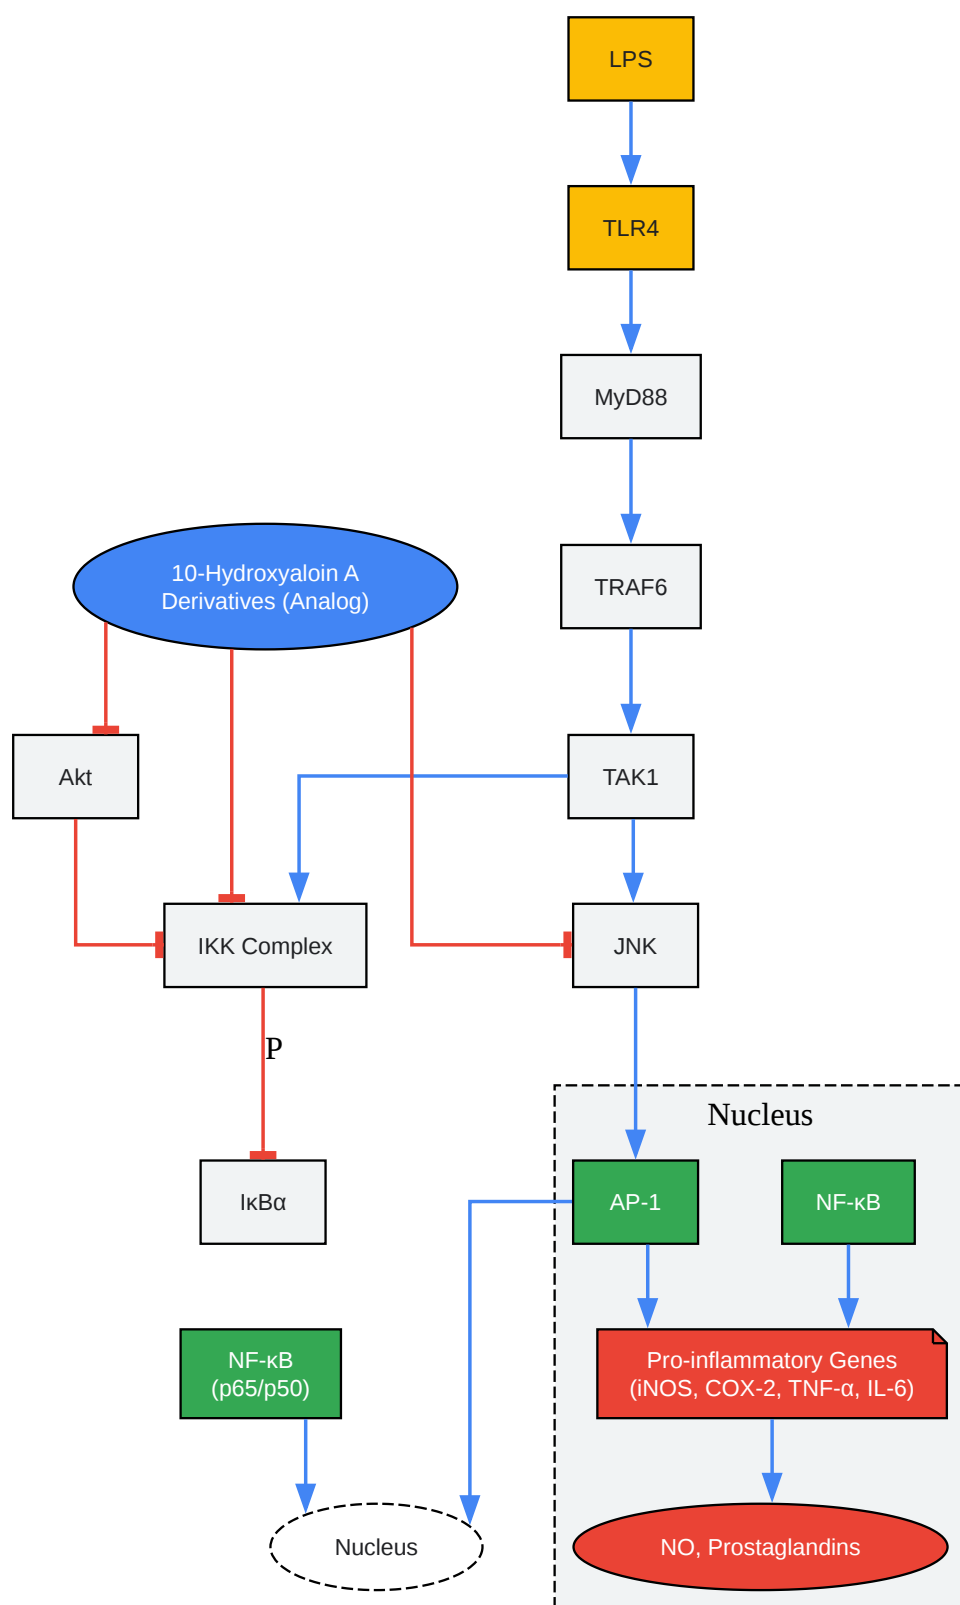 LPS
TLR4
MyD88
10-Hydroxyaloin A
Derivatives (Analog)
TRAF6
Akt
TAK1
IKK Complex
JNK
P
Nucleus
IκBα
AP-1
NF-κB
NF-κB
(p65/p50)
Pro-inflammatory Genes
(iNOS, COX-2, TNF-α, IL-6)
Nucleus
NO, Prostaglandins